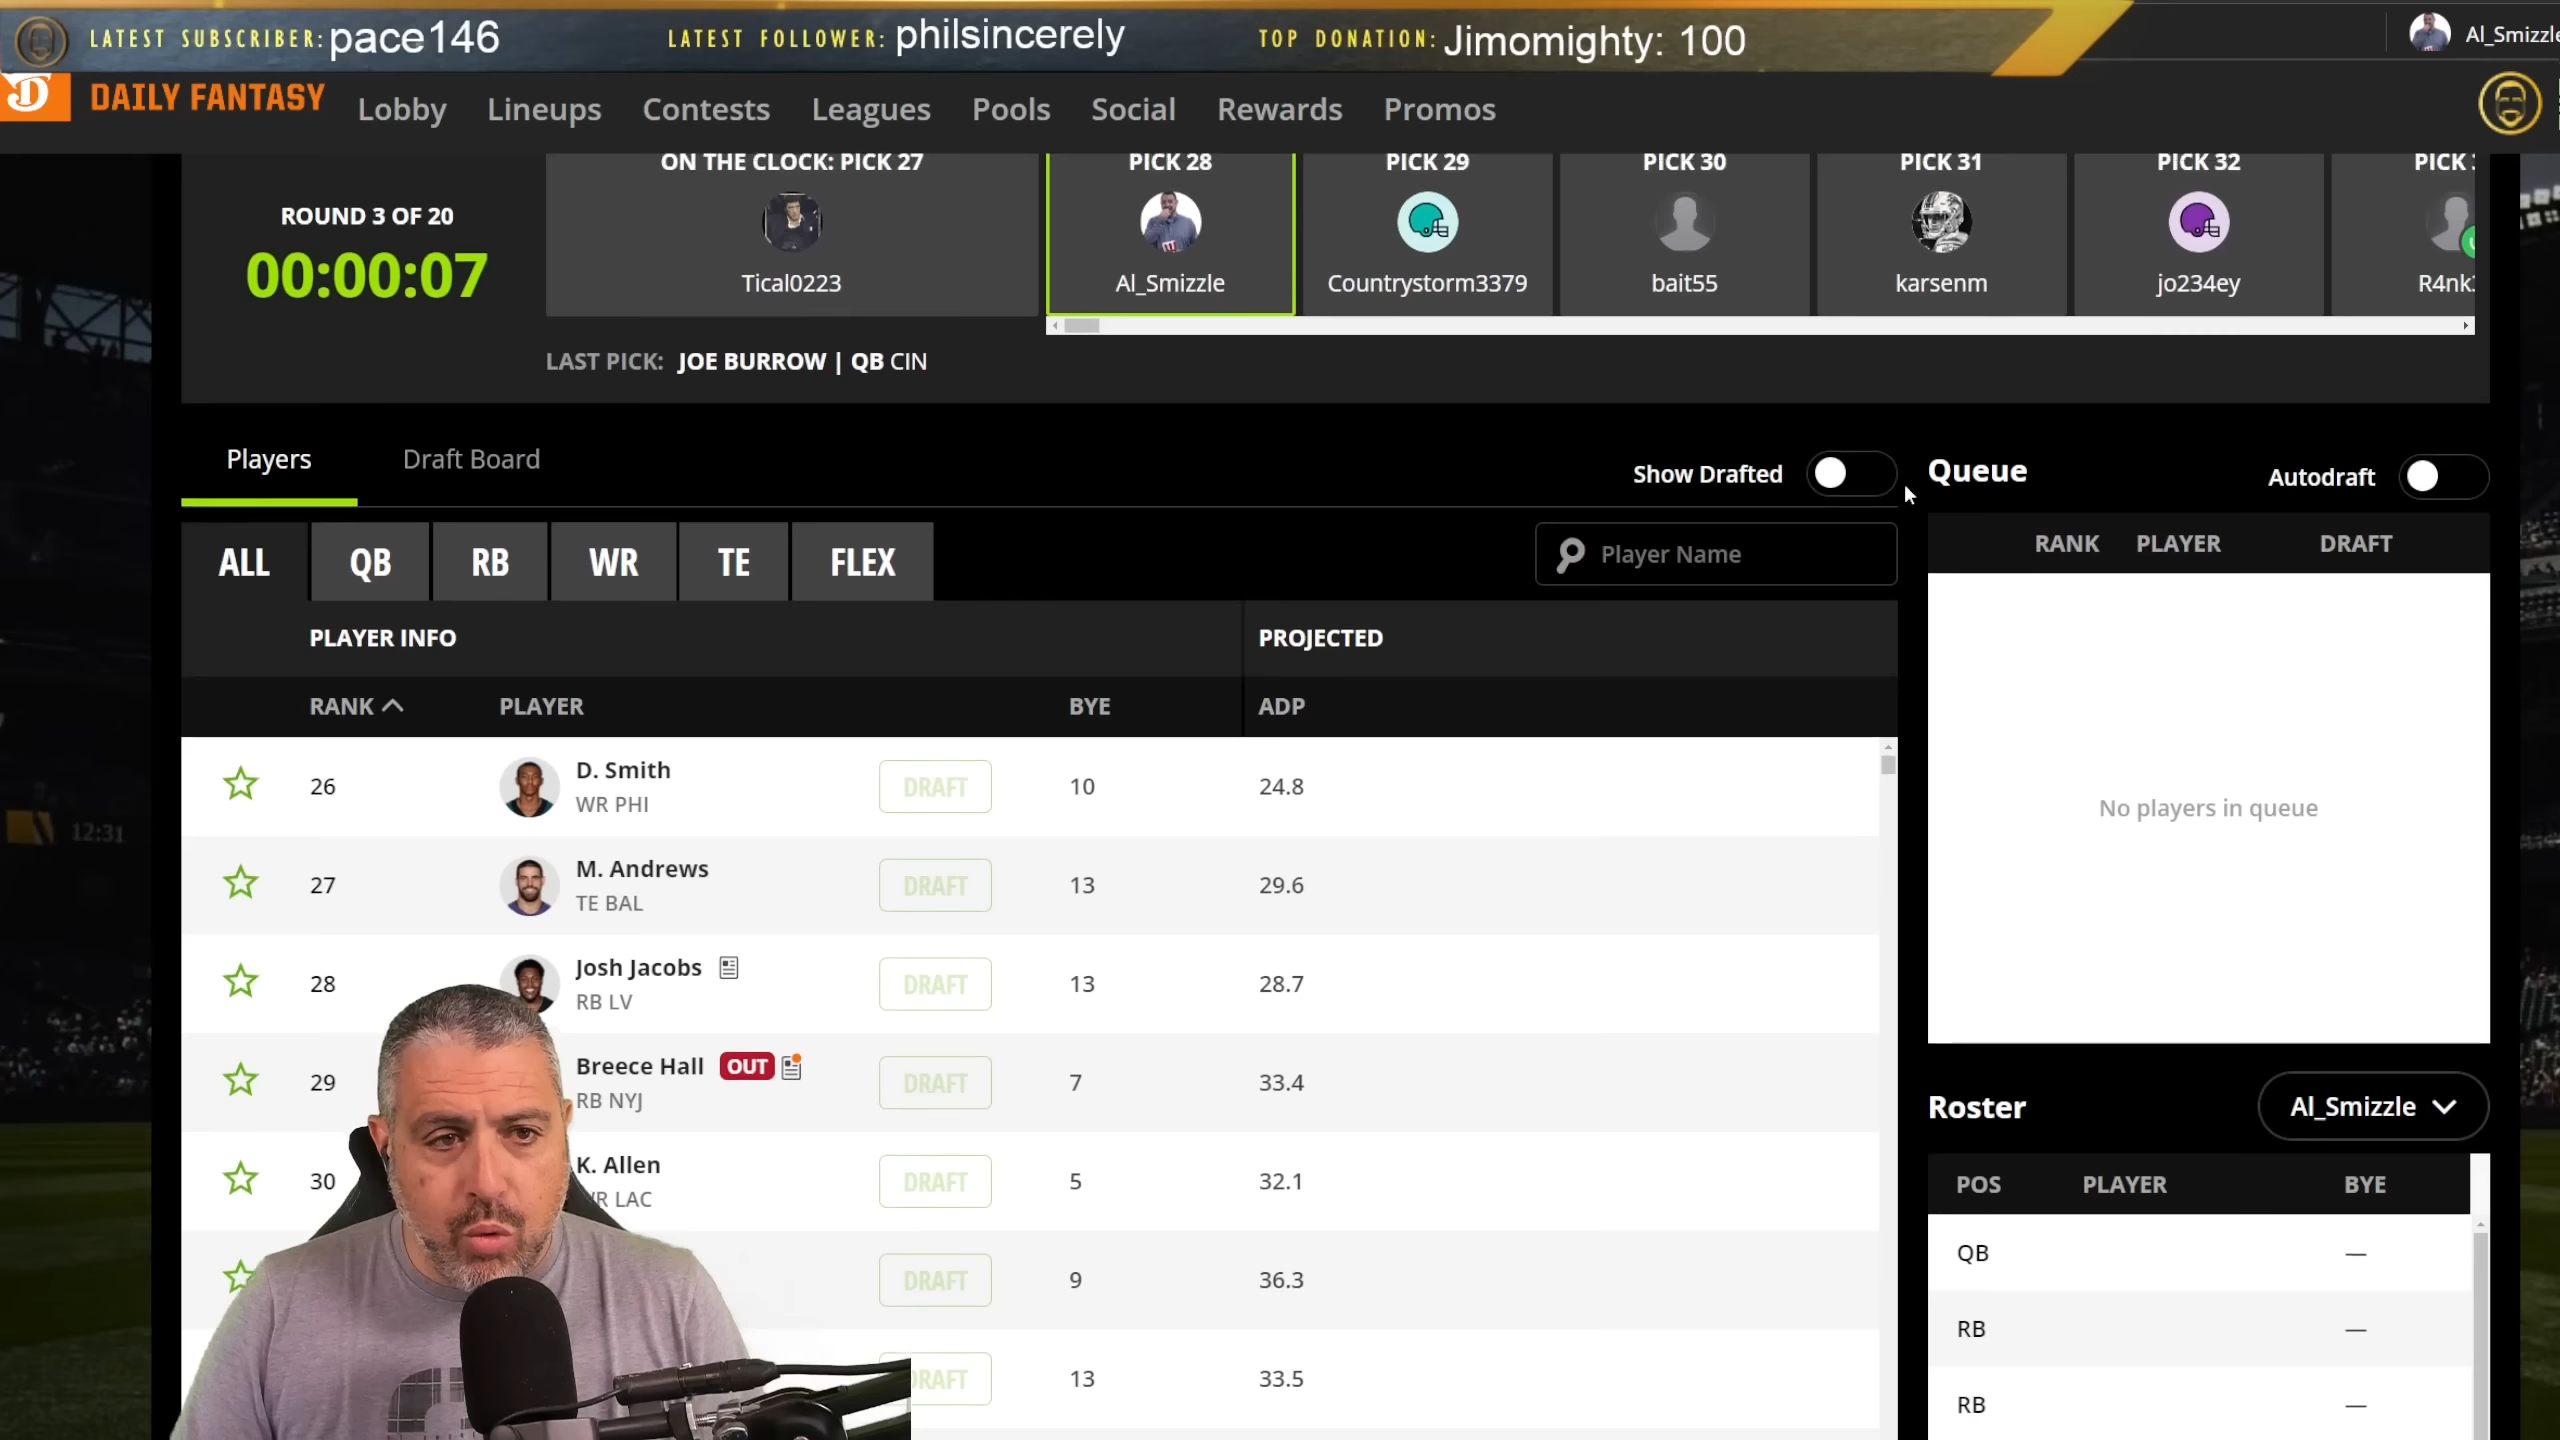 LATEST SUBSCRIBER: pace146
LATEST FOLLOWER: philsincerely
TOP DONATION: Jimomighty: 100
Al_Smizzle
DAILY FANTASY
Lobby
Lineups
Contests
Leagues
Pools
Social
Rewards
Promos
ROUND 3 OF 20
00:00:07
ON THE CLOCK: PICK 27
Tical0223
PICK 28
Al_Smizzle
PICK 29
Countrystorm3379
PICK 30
bait55
PICK 31
karsenm
PICK 32
jo234ey
PICK
LAST PICK: JOE BURROW | QB CIN
Players
Draft Board
Show Drafted
Queue
Autodraft
ALL
QB
RB
WR
TE
FLEX
Player Name
RANK PLAYER DRAFT
PLAYER INFO
PROJECTED
RANK PLAYER BYE ADP
26 D. Smith DRAFT 10 24.8
WR PHI
27 M. Andrews DRAFT 13 29.6
TE BAL
28 Josh Jacobs DRAFT 13 28.7
RB LV
29 Breece Hall OUT DRAFT 7 33.4
RB NYJ
30 K. Allen DRAFT 5 32.1
LAC
DRAFT 9 36.3
13 33.5
No players in queue
Roster
Al_Smizzle
POS PLAYER BYE
QB —
RB —
RB —
12:31